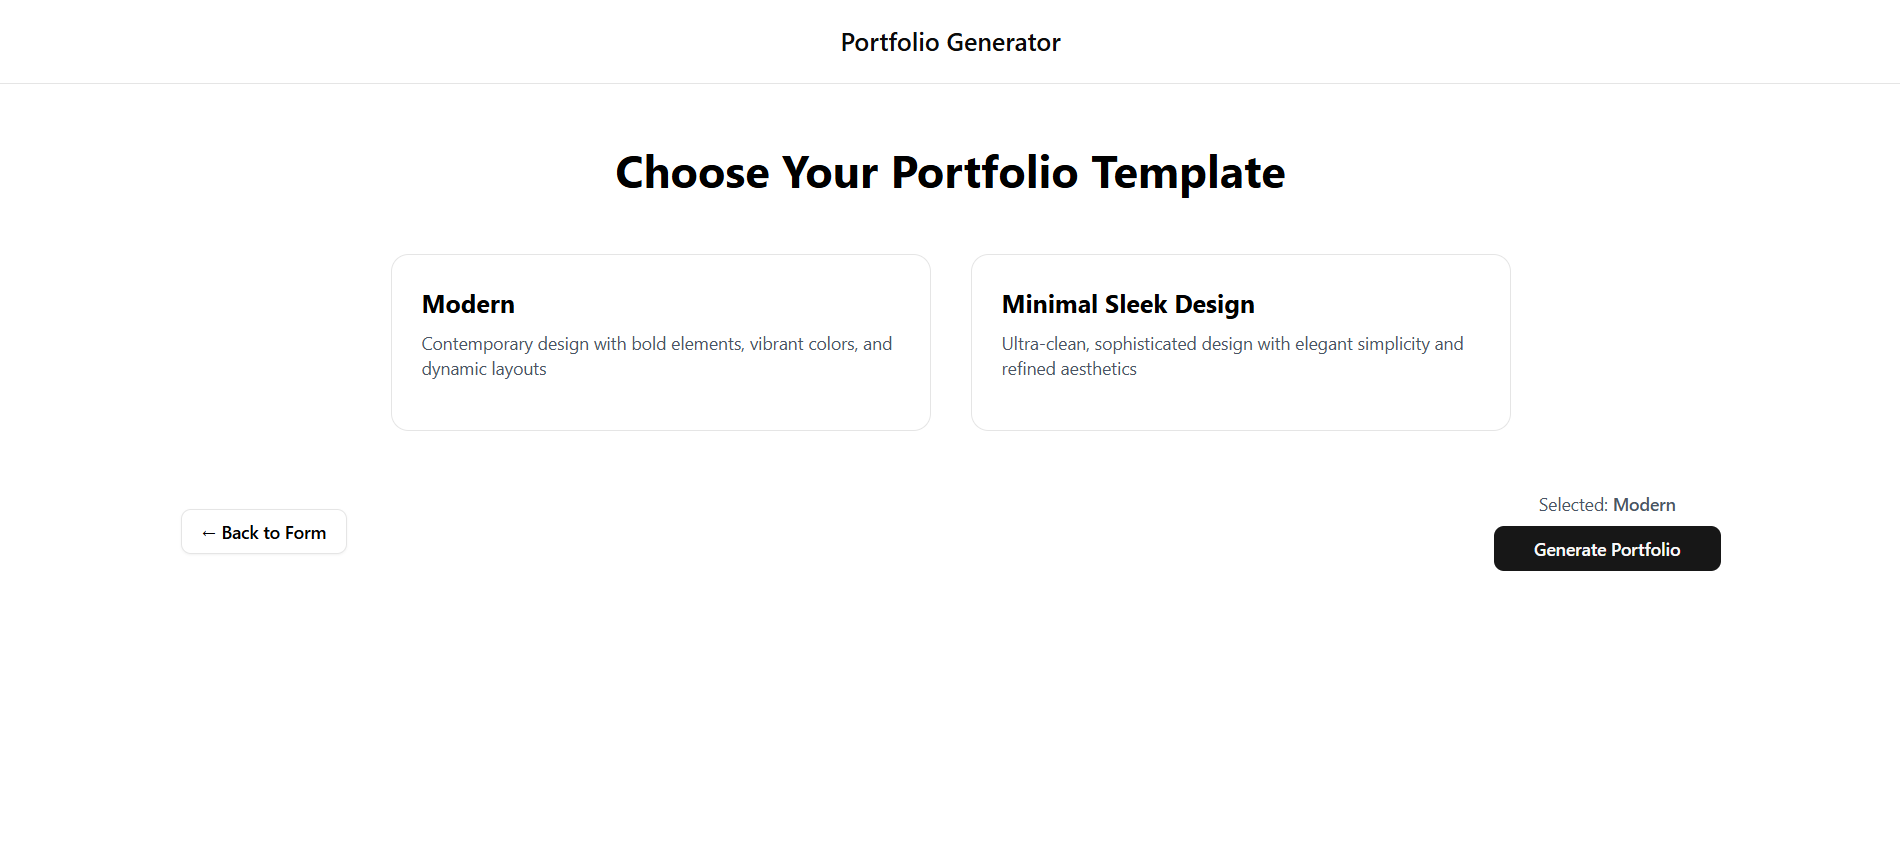 Portfolio Generator
Choose Your Portfolio Template
Modern
Contemporary design with bold elements, vibrant colors, and
dynamic layouts
Minimal Sleek Design
Ultra-clean, sophisticated design with elegant simplicity and
refined aesthetics
← Back to Form
Selected: Modern
Generate Portfolio